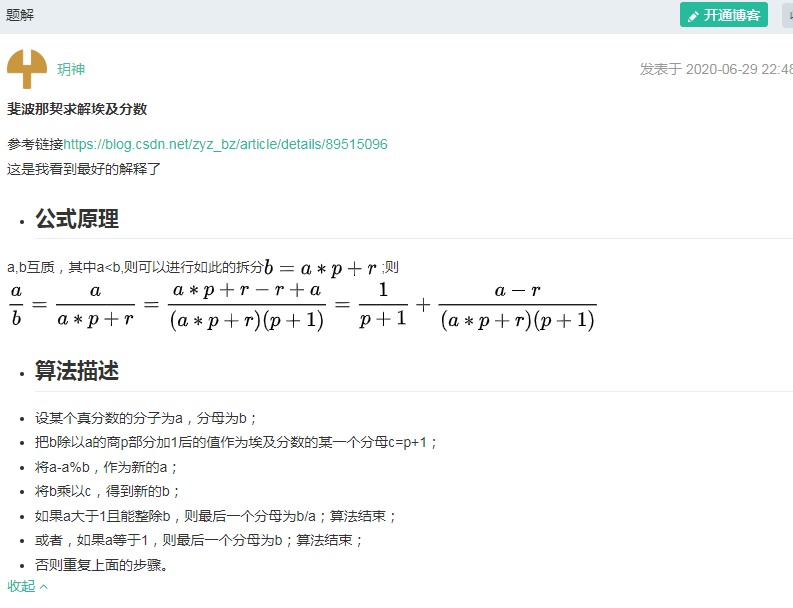 题解
开通博客
玥神
发表于 2020-06-29 22:48
斐波那契求解埃及分数
参考链接https://blog.csdn.net/zyz_bz/article/details/89515096
这是我看到最好的解释了
• 公式原理
a,b互质，其中a<b,则可以进行如此的拆分b = a * p + r ;则
a/b = a/(a * p + r) = (a * p + r − r + a)/((a * p + r)(p + 1)) = 1/(p + 1) + (a − r)/((a * p + r)(p + 1))
• 算法描述
• 设某个真分数的分子为a，分母为b；
• 把b除以a的商p部分加1后的值作为埃及分数的某一个分母c=p+1；
• 将a-a%b，作为新的a；
• 将b乘以c，得到新的b；
• 如果a大于1且能整除b，则最后一个分母为b/a；算法结束；
• 或者，如果a等于1，则最后一个分母为b；算法结束；
• 否则重复上面的步骤。
收起